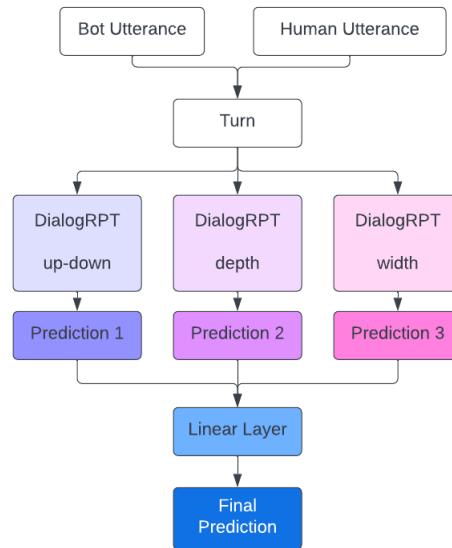 Bot Utterance
Human Utterance
Turn
DialogRPT
up-down
DialogRPT
depth
DialogRPT
width
Prediction 1
Prediction 2
Prediction 3
Linear Layer
Final
Prediction